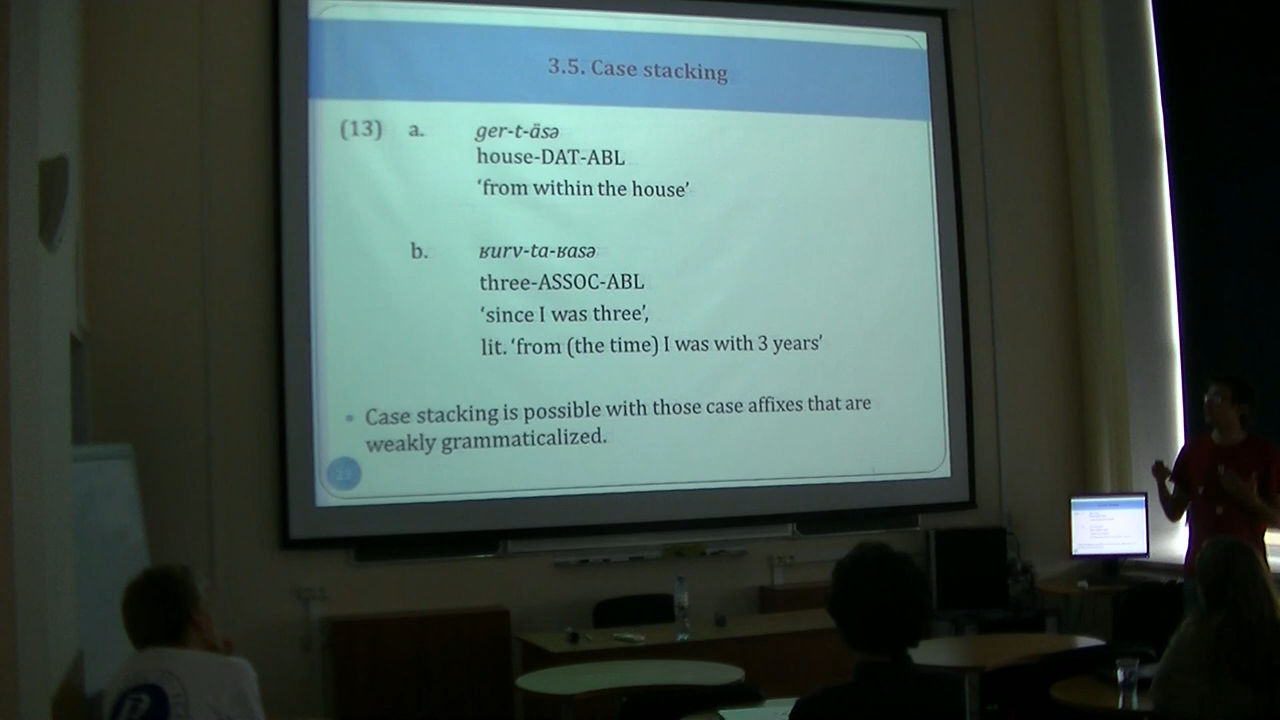 3.5. Case stacking
(13) a. ger-t-äsə
house-DAT-ABL
‘from within the house’
b. ʁurv-ta-ʁasə
three-ASSOC-ABL
‘since I was three’,
lit. ‘from (the time) I was with 3 years’
• Case stacking is possible with those case affixes that are
weakly grammaticalized.